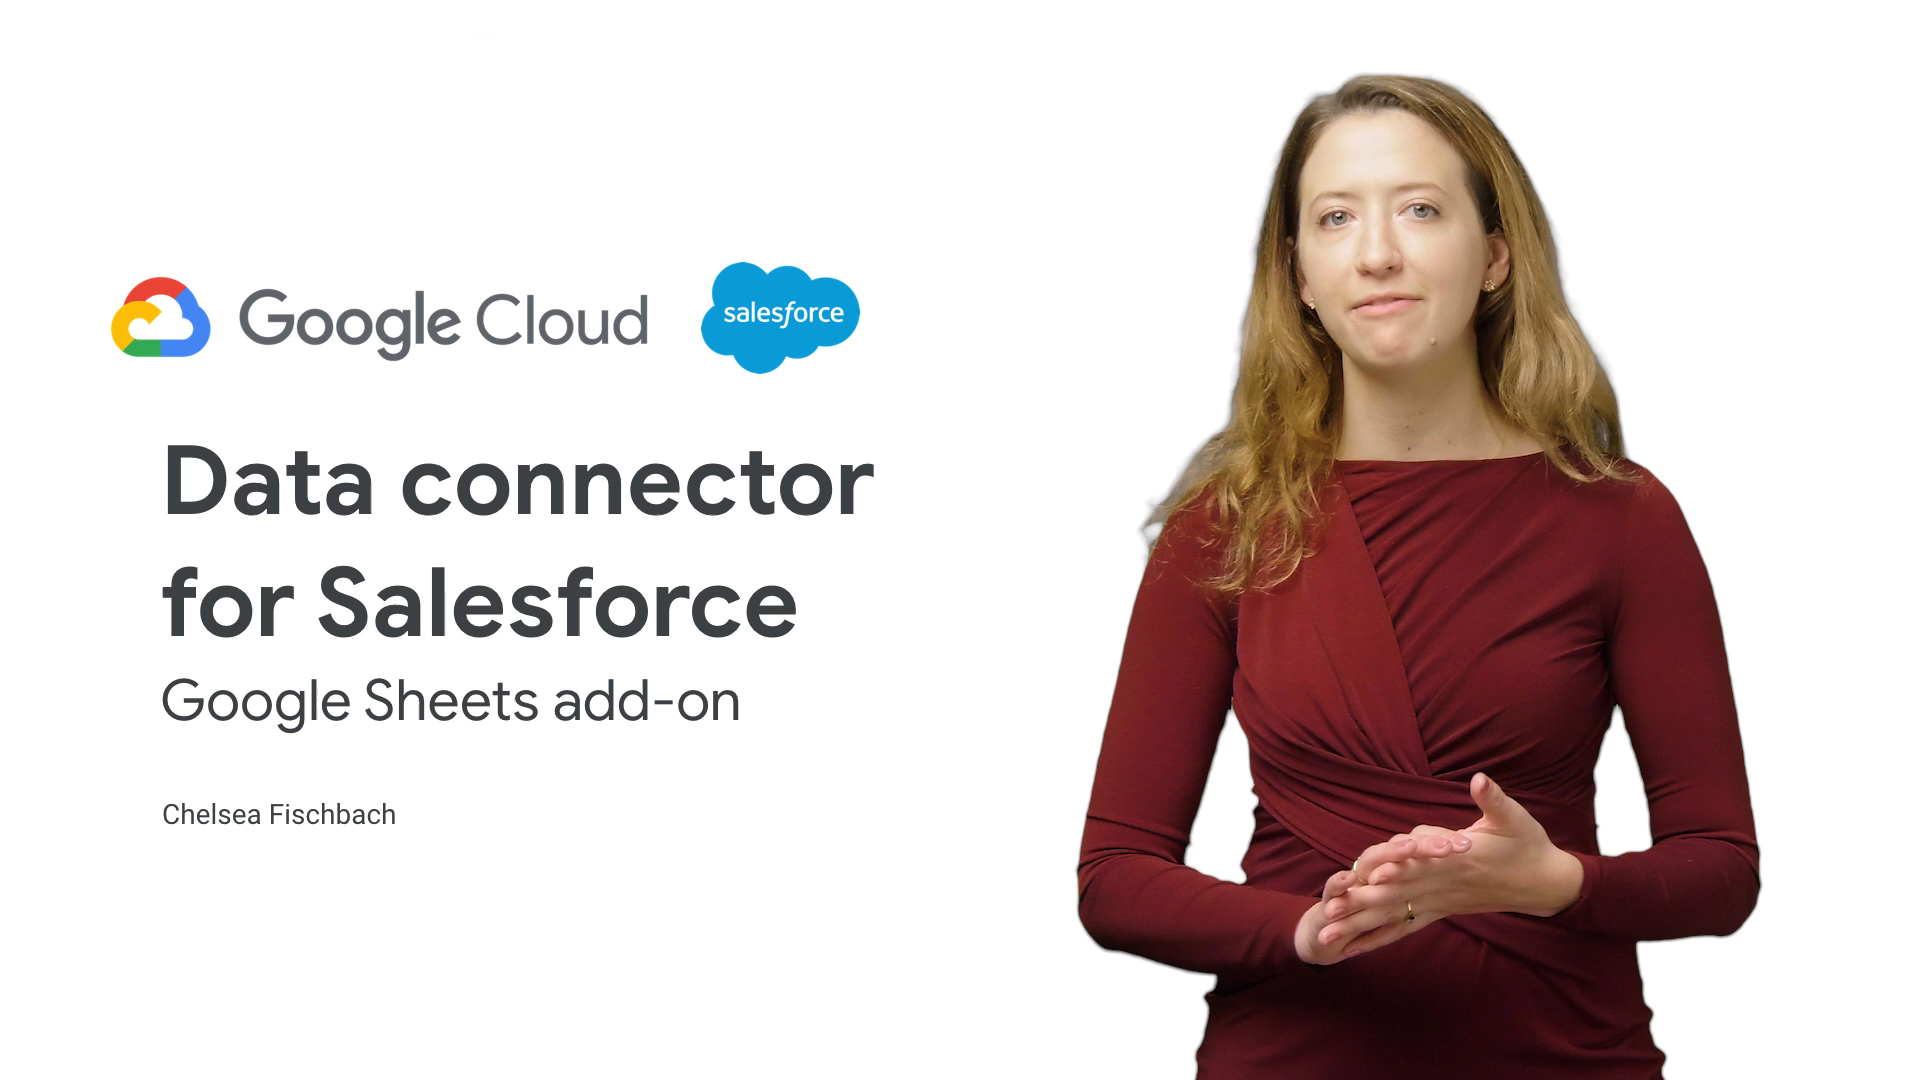 Google Cloud
salesforce
Data connector
for Salesforce
Google Sheets add-on
Chelsea Fischbach